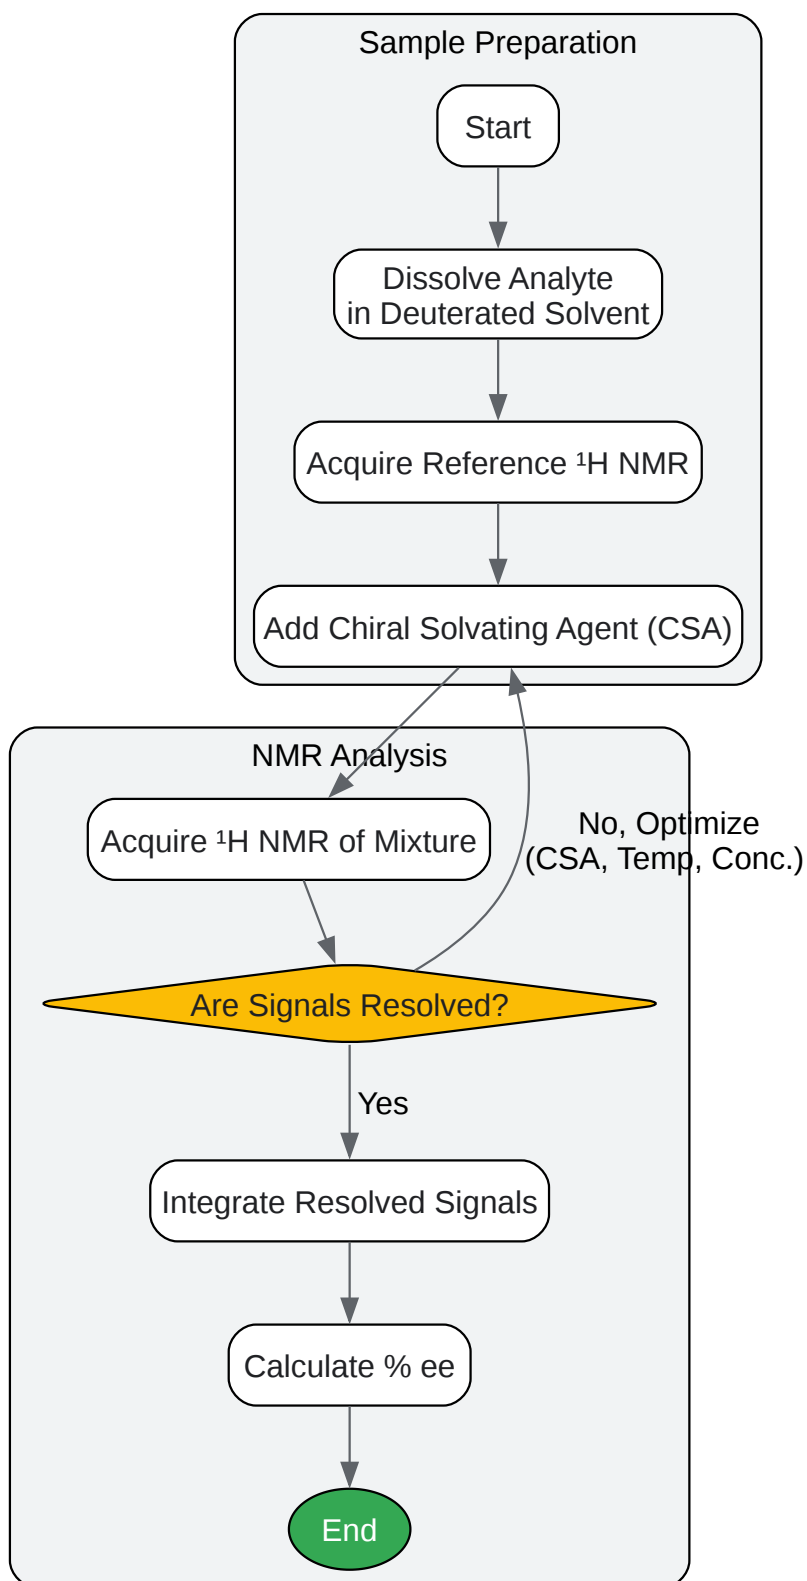 Sample Preparation
Start
Dissolve Analyte
in Deuterated Solvent
Acquire Reference ¹H NMR
Add Chiral Solvating Agent (CSA)
NMR Analysis
Acquire ¹H NMR of Mixture
No, Optimize
(CSA, Temp, Conc.)
Are Signals Resolved?
Yes
Integrate Resolved Signals
Calculate % ee
End